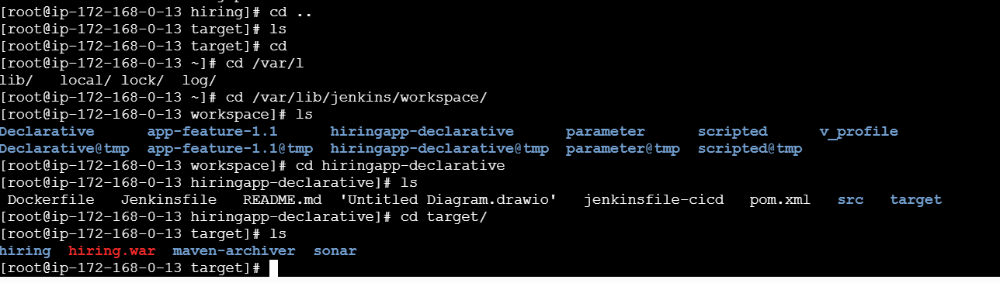 [root@ip-172-168-0-13 hiring]# cd ..
[root@ip-172-168-0-13 target]# ls
[root@ip-172-168-0-13 target]# cd
[root@ip-172-168-0-13 ~]# cd /var/l
lib/   local/ lock/  log/
[root@ip-172-168-0-13 ~]# cd /var/lib/jenkins/workspace/
[root@ip-172-168-0-13 workspace]# ls
Declarative      app-feature-1.1      hiringapp-declarative      parameter      scripted      v_profile
Declarative@tmp  app-feature-1.1@tmp  hiringapp-declarative@tmp  parameter@tmp  scripted@tmp
[root@ip-172-168-0-13 workspace]# cd hiringapp-declarative
[root@ip-172-168-0-13 hiringapp-declarative]# ls
Dockerfile   Jenkinsfile   README.md  'Untitled Diagram.drawio'   jenkinsfile-cicd   pom.xml   src   target
[root@ip-172-168-0-13 hiringapp-declarative]# cd target/
[root@ip-172-168-0-13 target]# ls
hiring  hiring.war  maven-archiver  sonar
[root@ip-172-168-0-13 target]#